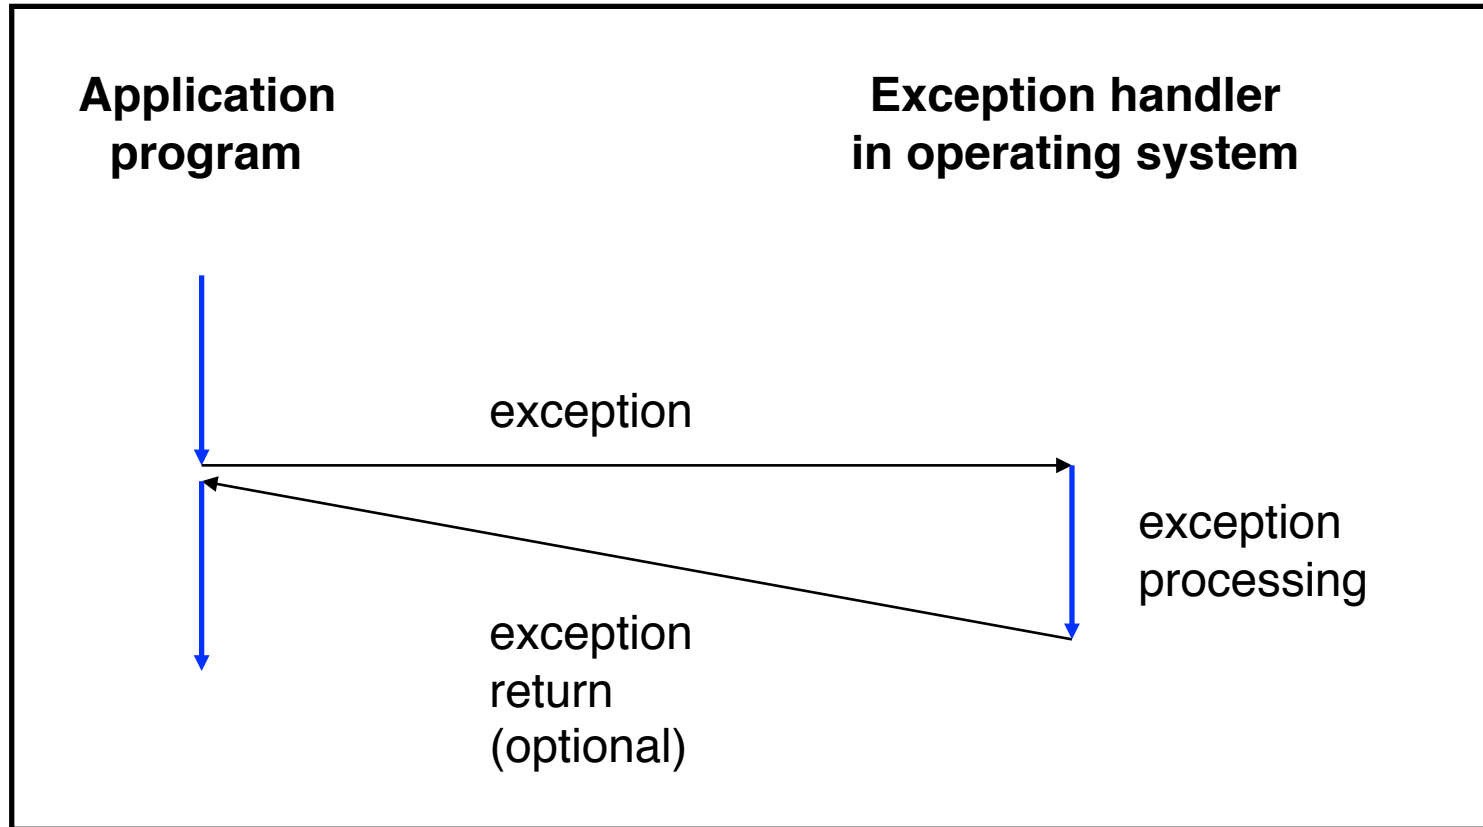 Application
program
Exception handler
in operating system
exception
exception
processing
exception
return
(optional)